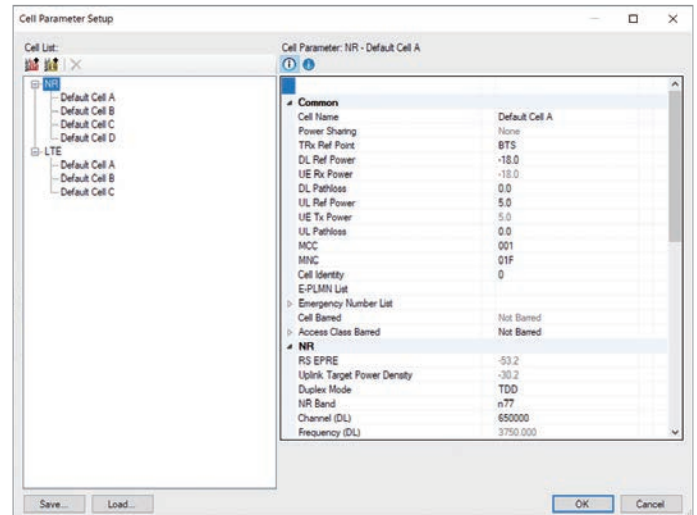 Cell Parameter Setup
Cell List:
NR
Default Cell A
Default Cell B
Default Cell C
Default Cell D
LTE
Default Cell A
Default Cell B
Default Cell C
Save...
Load...
Cell Parameter: NR - Default Cell A
Common
Cell Name Default Cell A
Power Sharing None
TRx Ref Point BTS
DL Ref Power -18.0
UE Rx Power -18.0
DL Pathloss 0.0
UL Ref Power 5.0
UE Tx Power 5.0
UL Pathloss 0.0
MCC 001
MNC 01F
Cell Identity 0
E-PLMN List
Emergency Number List
Cell Barred Not Barred
Access Class Barred Not Barred
NR
RS EPRE -53.2
Uplink Target Power Density -30.2
Duplex Mode TDD
NR Band n77
Channel (DL) 650000
Frequency (DL) 3750.000
OK
Cancel